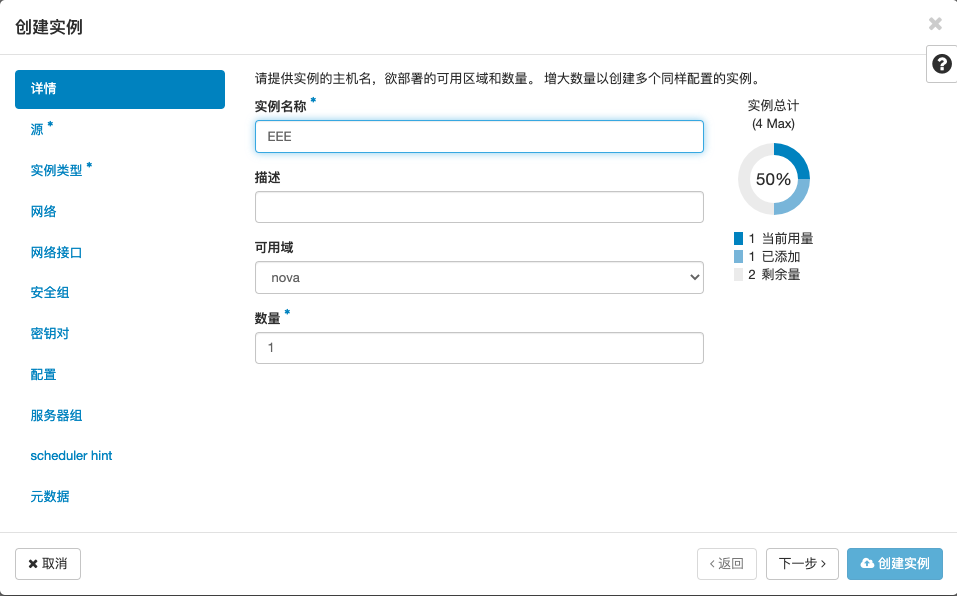 创建实例
×
详情
源 *
实例类型 *
网络
网络接口
安全组
密钥对
配置
服务器组
scheduler hint
元数据
请提供实例的主机名，欲部署的可用区域和数量。 增大数量以创建多个同样配置的实例。
实例名称 *
EEE
描述
可用域
nova
数量 *
1
实例总计
(4 Max)
50%
1 当前用量
1 已添加
2 剩余量
?
× 取消
‹ 返回
下一步 ›
创建实例